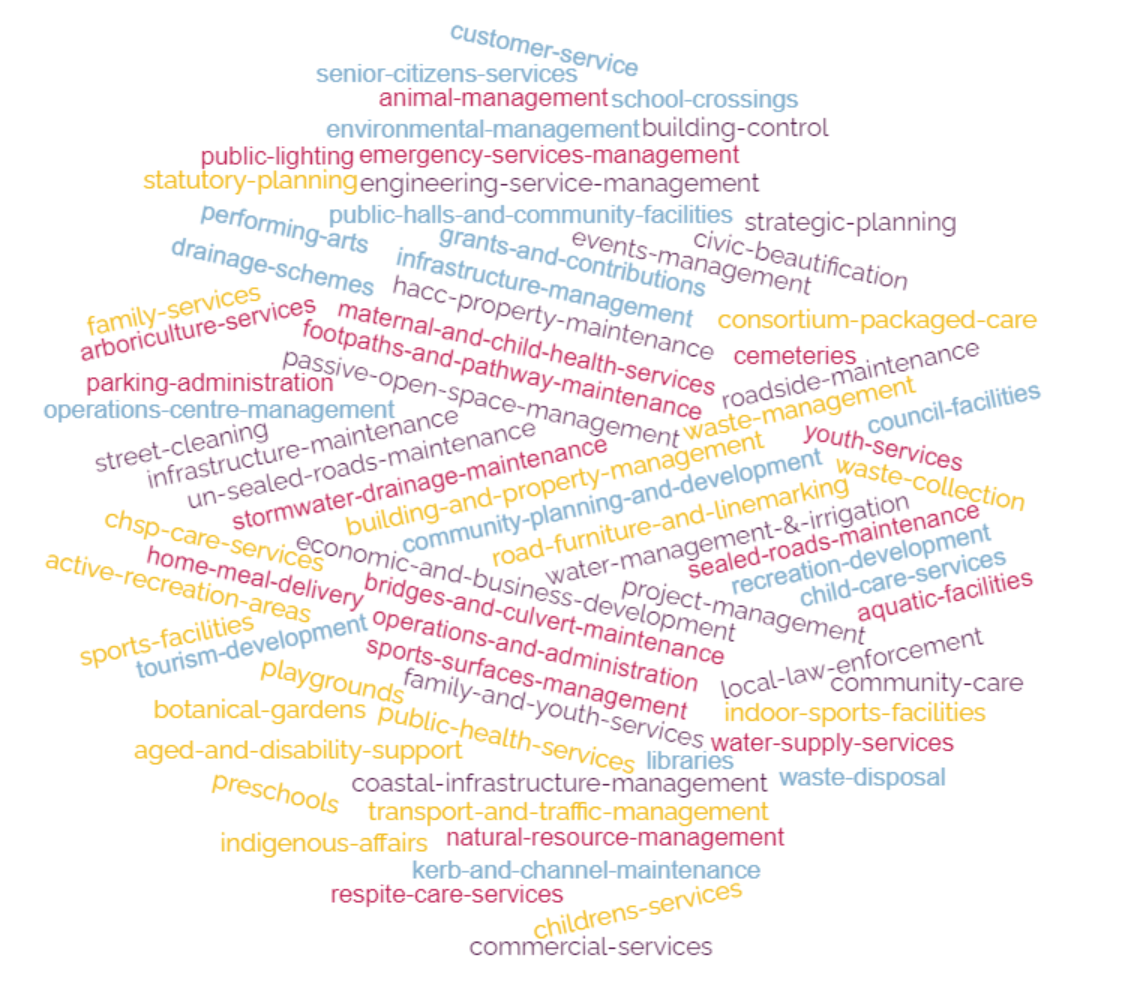 customer-service
senior-citizens-services
animal-management
school-crossings
environmental-management
building-control
public-lighting
emergency-services-management
statutory-planning
engineering-service-management
performing-arts
public-halls-and-community-facilities
strategic-planning
drainage-schemes
grants-and-contributions
events-management
civic-beautification
infrastructure-management
hacc-property-maintenance
family-services
arboriculture-services
maternal-and-child-health-services
consortium-packaged-care
footpaths-and-pathway-maintenance
cemeteries
passive-open-space-management
roadside-maintenance
parking-administration
waste-management
operations-centre-management
council-facilities
street-cleaning
infrastructure-maintenance
youth-services
un-sealed-roads-maintenance
stormwater-drainage-maintenance
building-and-property-management
waste-collection
community-planning-and-development
road-furniture-and-linemarking
chsp-care-services
economic-and-business-development
water-management-&-irrigation
sealed-roads-maintenance
home-meal-delivery
recreation-development
active-recreation-areas
child-care-services
bridges-and-culvert-maintenance
project-management
aquatic-facilities
sports-facilities
tourism-development
operations-and-administration
sports-surfaces-management
local-law-enforcement
playgrounds
family-and-youth-services
community-care
botanical-gardens
public-health-services
indoor-sports-facilities
aged-and-disability-support
water-supply-services
libraries
preschools
coastal-infrastructure-management
waste-disposal
transport-and-traffic-management
indigenous-affairs
natural-resource-management
kerb-and-channel-maintenance
respite-care-services
childrens-services
commercial-services